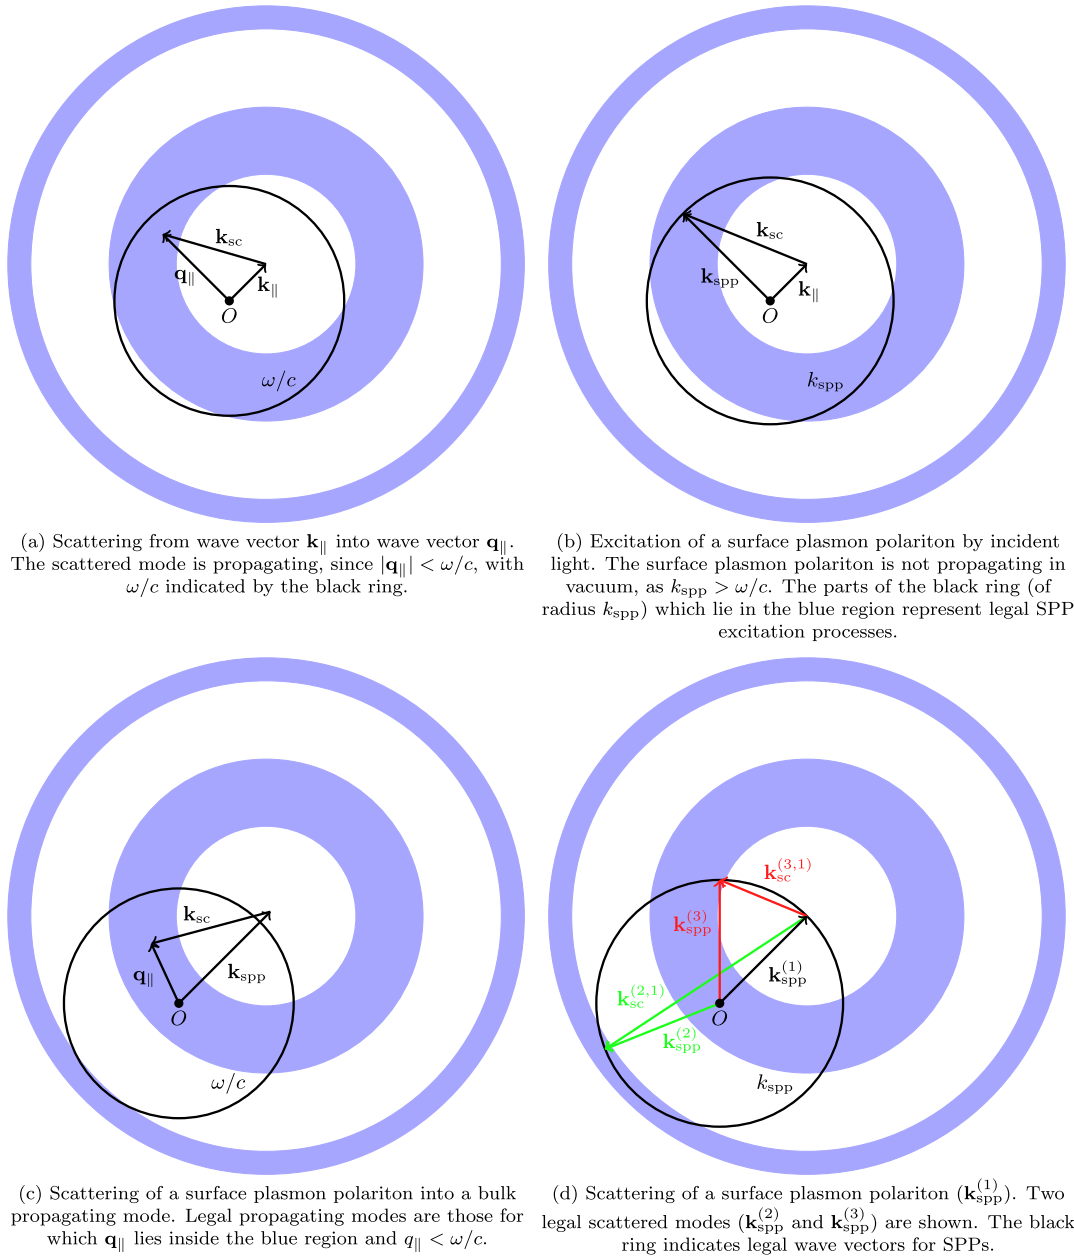 k_sc
q_∥
k_∥
O
ω/c
k_sc
k_spp
k_∥
O
k_spp
(a) Scattering from wave vector k_∥ into wave vector q_∥.
The scattered mode is propagating, since |q_∥| < ω/c, with
ω/c indicated by the black ring.
(b) Excitation of a surface plasmon polariton by incident
light. The surface plasmon polariton is not propagating in
vacuum, as k_spp > ω/c. The parts of the black ring (of
radius k_spp) which lie in the blue region represent legal SPP
excitation processes.
k_sc
q_∥
k_spp
O
ω/c
k_sc^(3,1)
k_spp^(3)
k_spp^(1)
k_sc^(2,1)
O
k_spp^(2)
k_spp
(c) Scattering of a surface plasmon polariton into a bulk
propagating mode. Legal propagating modes are those for
which q_∥ lies inside the blue region and q_∥ < ω/c.
(d) Scattering of a surface plasmon polariton (k_spp^(1)). Two
legal scattered modes (k_spp^(2) and k_spp^(3)) are shown. The black
ring indicates legal wave vectors for SPPs.